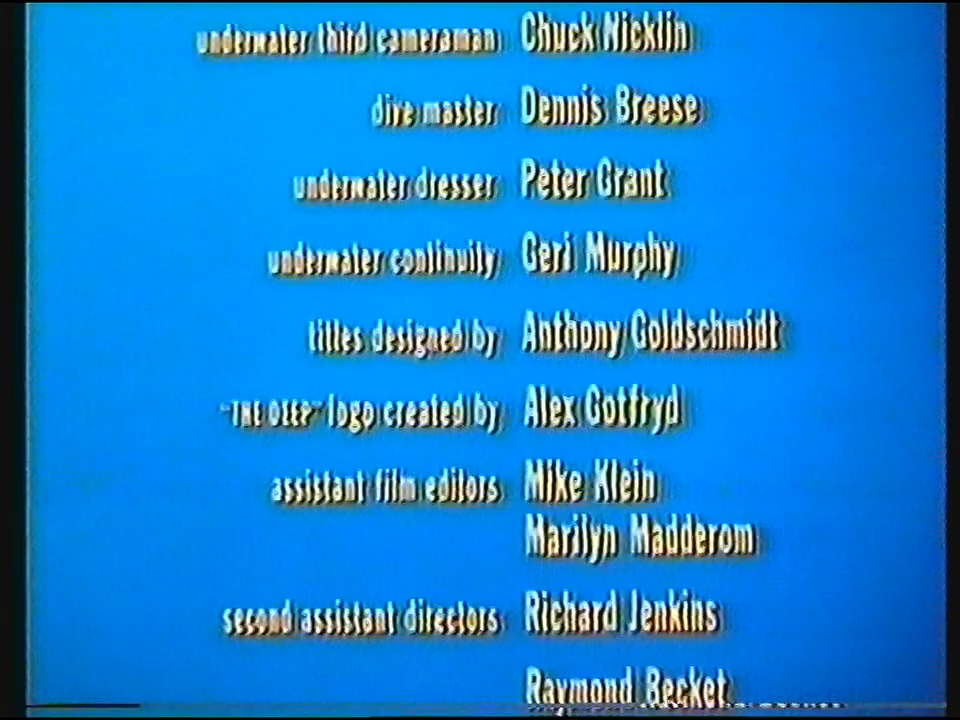 underwater third cameraman Chuck Nicklin
dive master Dennis Breese
underwater dresser Peter Grant
underwater continuity Geri Murphy
titles designed by Anthony Goldschmidt
"THE DEEP" logo created by Alex Gotfryd
assistant film editors Mike Klein
Marilyn Madderom
second assistant directors Richard Jenkins
Raymond Becket